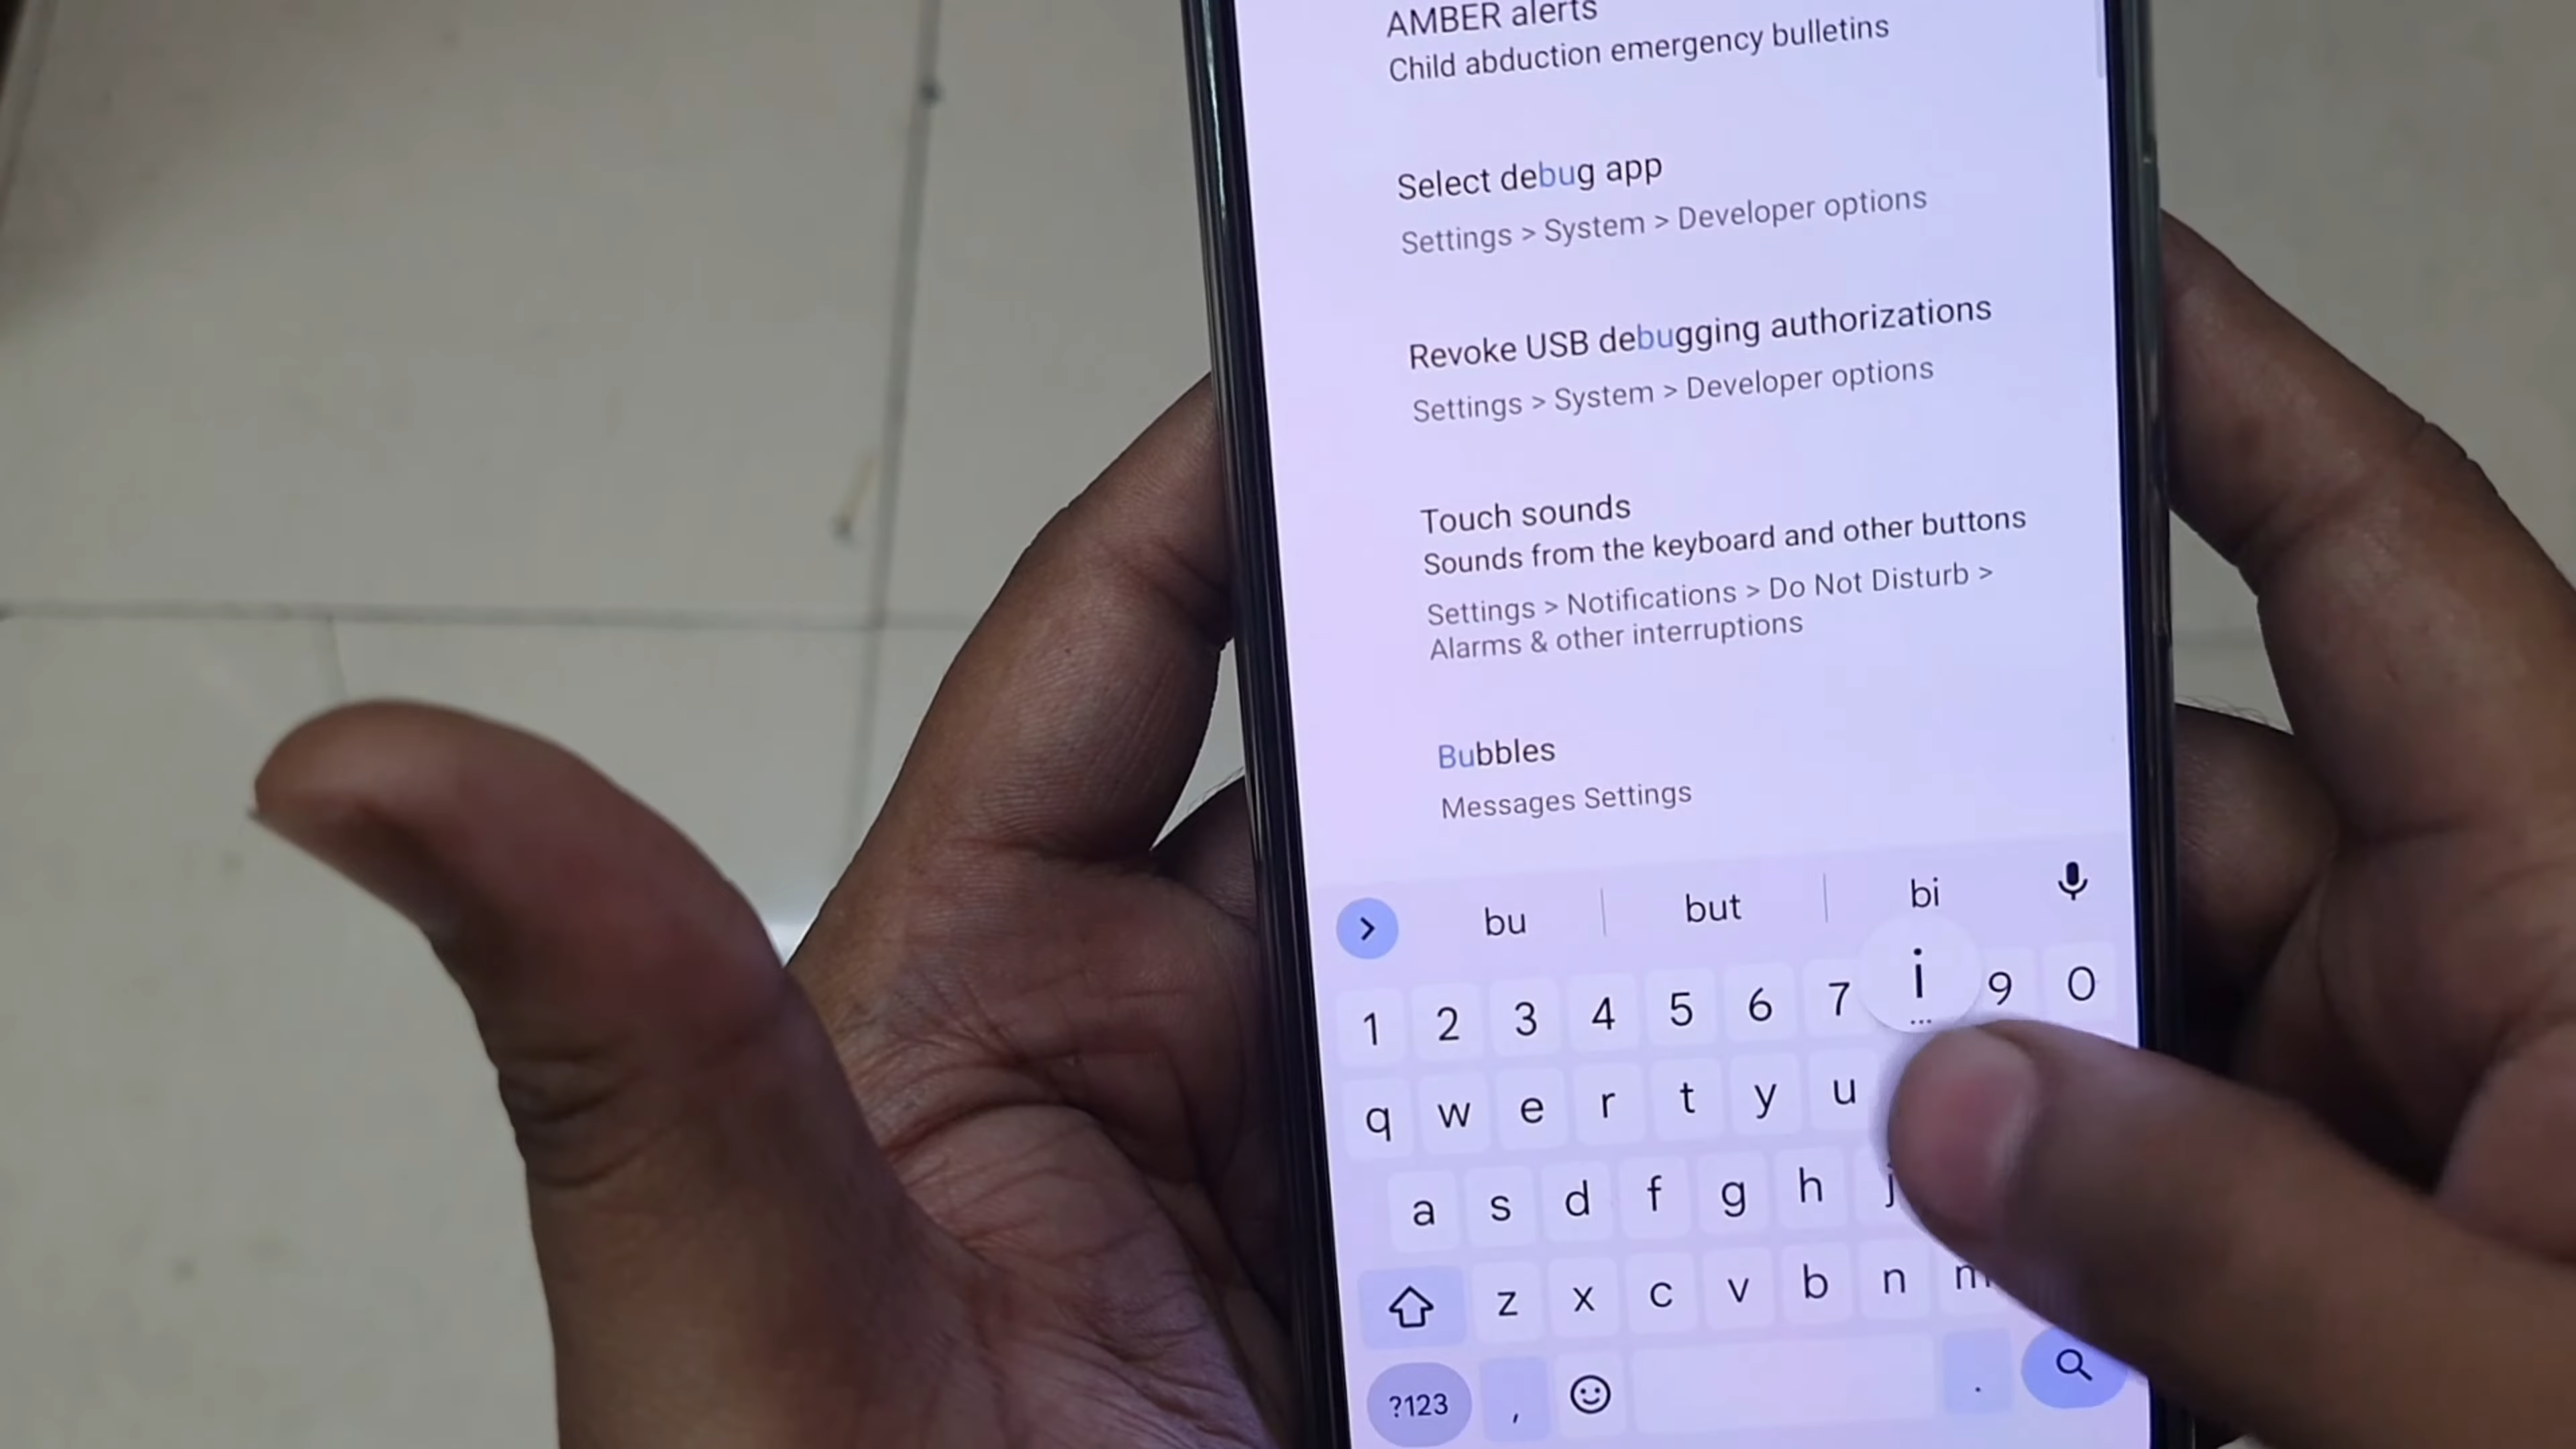 AMBER alerts
Child abduction emergency bulletins
Select debug app
Settings > System > Developer options
Revoke USB debugging authorizations
Settings > System > Developer options
Touch sounds
Sounds from the keyboard and other buttons
Settings > Notifications > Do Not Disturb >
Alarms & other interruptions
Bubbles
Messages Settings
bu but bi
i
1 2 3 4 5 6 7 9 0
q w e r t y u
a s d f g h j
z x c v b n m
?123 , .